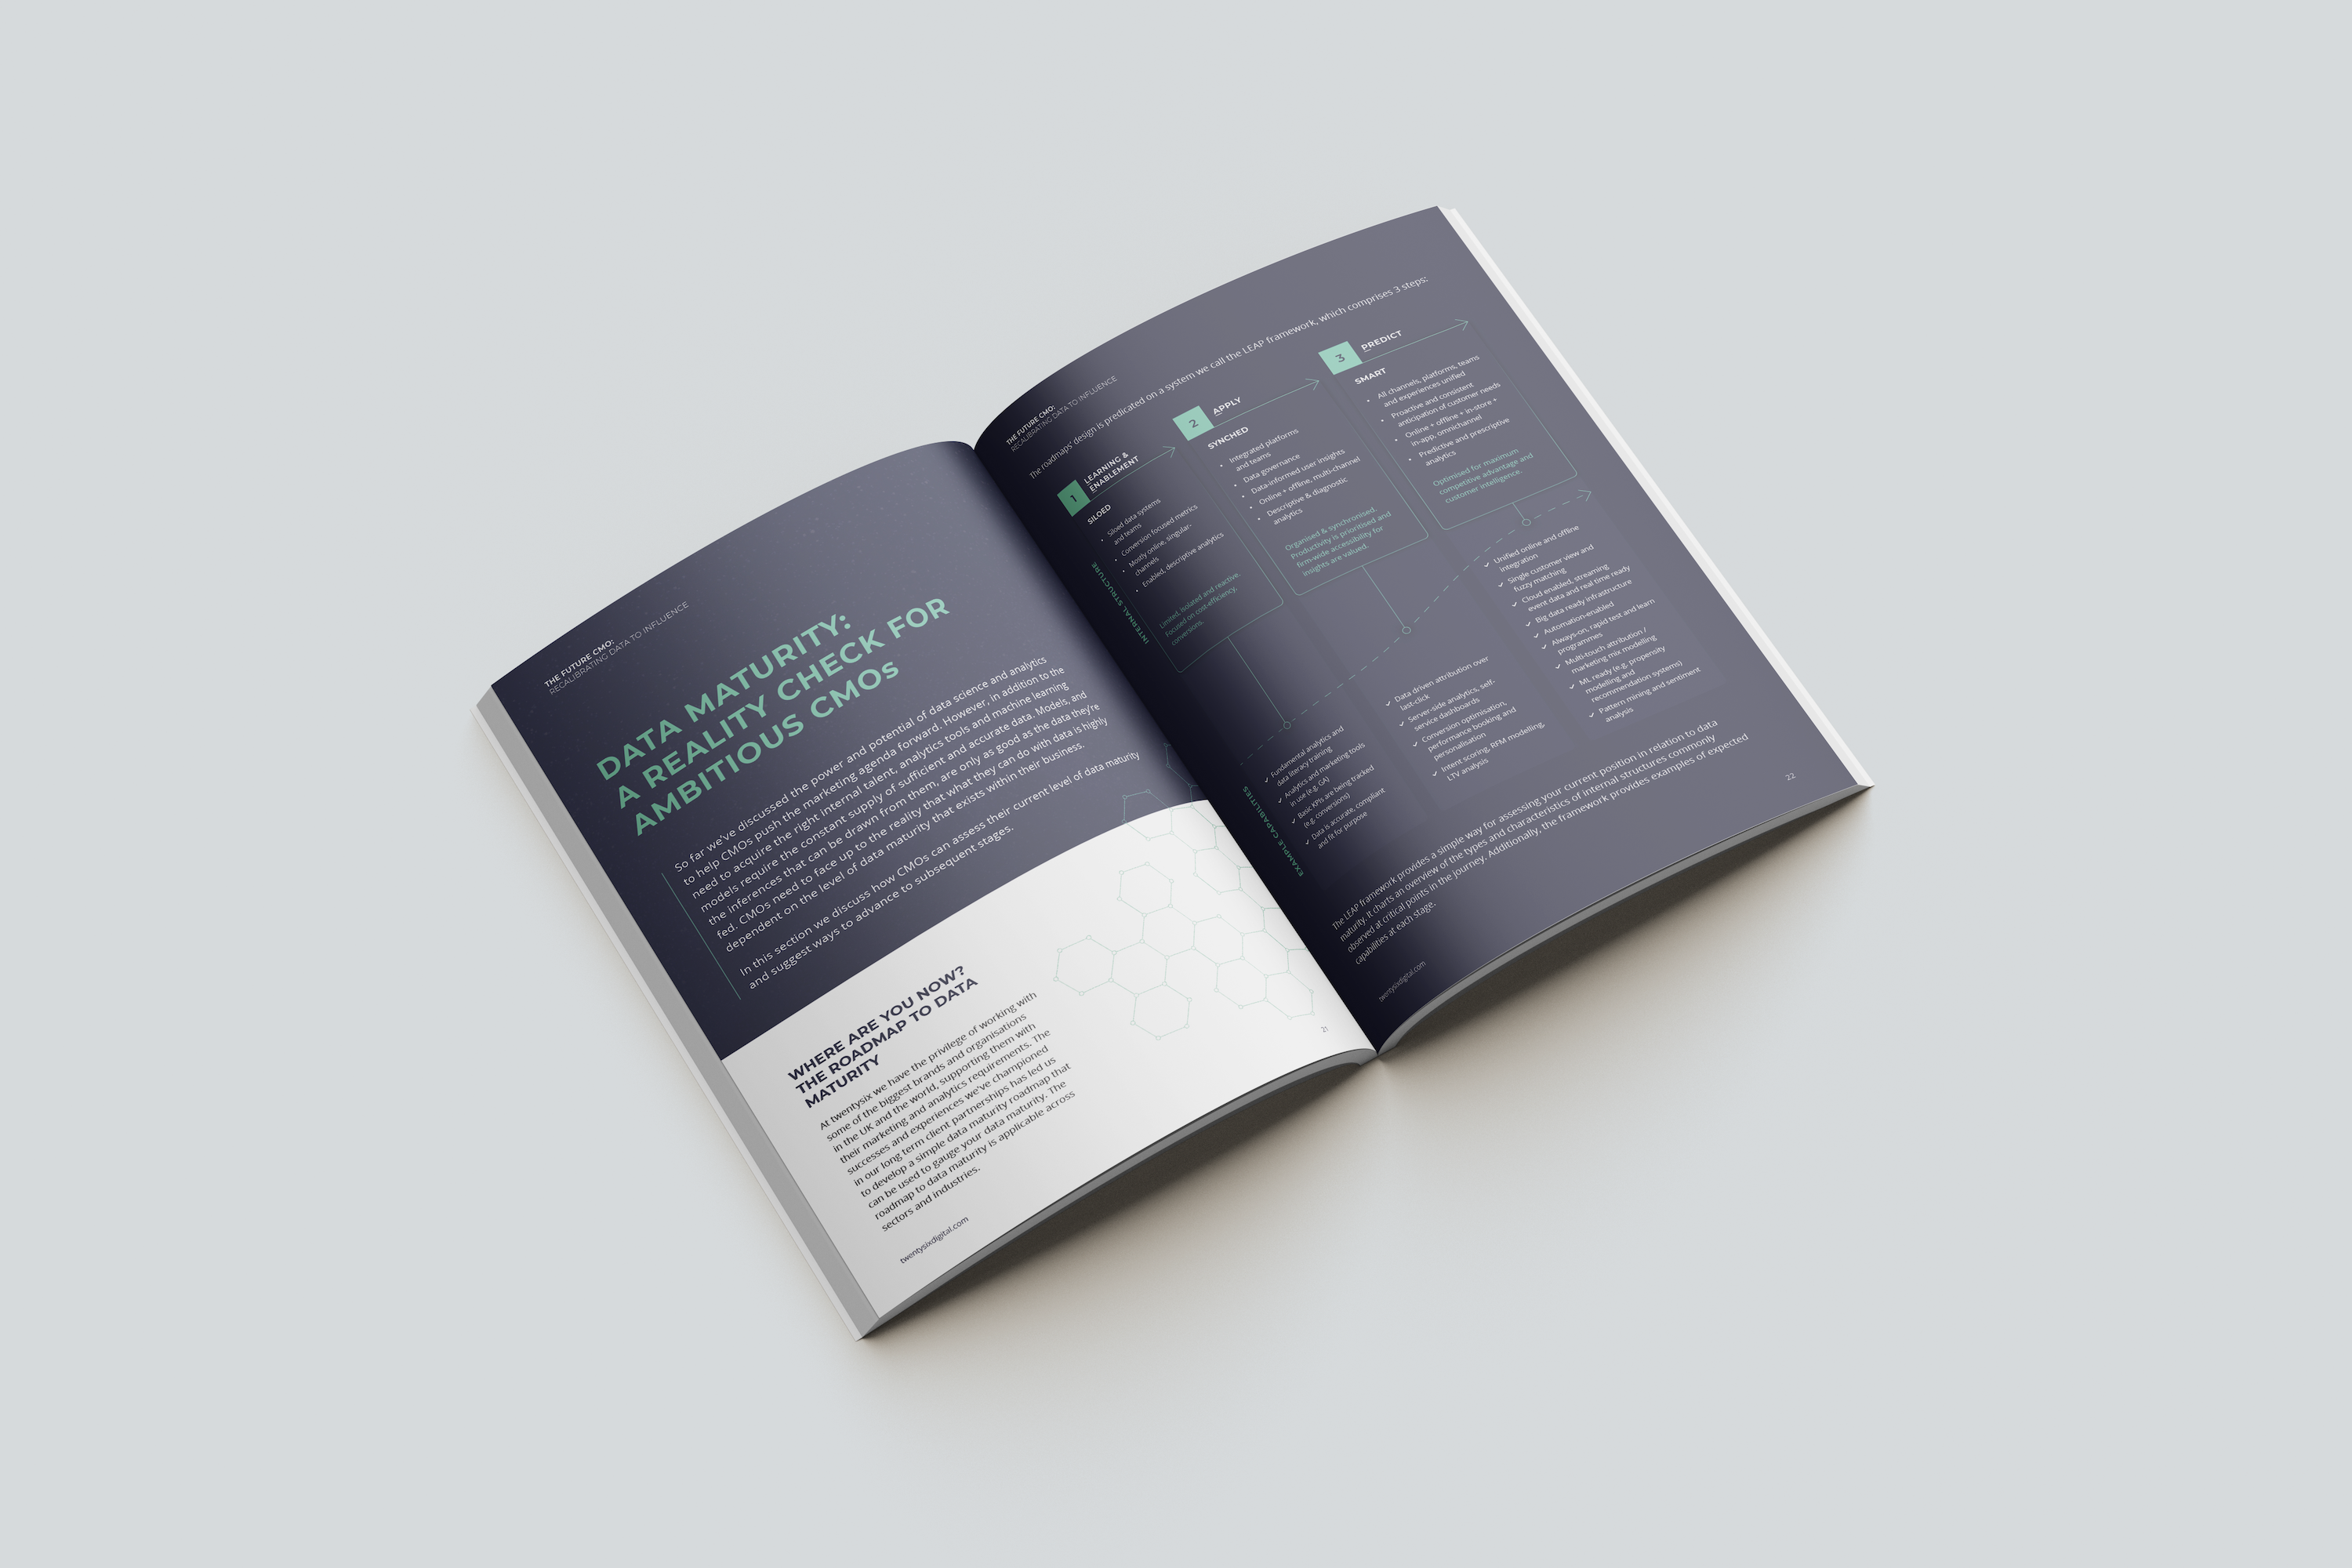 THE FUTURE CMO:
RECALIBRATING DATA TO INFLUENCE
DATA MATURITY:
A REALITY CHECK FOR
AMBITIOUS CMOs
So far we've discussed the power and potential of data science and analytics
to help CMOs push the marketing agenda forward. However, in addition to the
need to acquire the right internal talent, analytics tools and machine learning
models require the constant supply of sufficient and accurate data. Models, and
the inferences that can be drawn from them, are only as good as the data they're
fed. CMOs need to face up to the reality that what they can do with data is highly
dependent on the level of data maturity that exists within their business.
In this section we discuss how CMOs can assess their current level of data maturity
and suggest ways to advance to subsequent stages.
WHERE ARE YOU NOW?
THE ROADMAP TO DATA
MATURITY
At twentysix we have the privilege of working with
some of the biggest brands and organisations
in the UK and the world, supporting them with
their marketing and analytics requirements. The
successes and experiences we've championed
in our long term client partnerships has led us
to develop a simple data maturity roadmap that
can be used to gauge your data maturity. The
roadmap to data maturity is applicable across
sectors and industries.
twentysixdigital.com
21
THE FUTURE CMO:
RECALIBRATING DATA TO INFLUENCE
The roadmaps' design is predicated on a system we call the LEAP framework, which comprises 3 steps:
INTERNAL STRUCTURE
1
LEARNING &
ENABLEMENT
SILOED
• Siloed data systems
and teams
• Conversion focused metrics
• Mostly online, singular-
channels
• Enabled, descriptive analytics
Limited, isolated and reactive.
Focused on cost-efficiency,
conversions.
2
APPLY
SYNCHED
• Integrated platforms
and teams
• Data governance
• Data-informed user insights
• Online + offline, multi-channel
• Descriptive & diagnostic
analytics
Organised & synchronised.
Productivity is prioritised and
firm-wide accessibility for
insights are valued.
3
PREDICT
SMART
• All channels, platforms, teams
and experiences unified
• Proactive and consistent
anticipation of customer needs
• Online + offline + in-store +
in-app, omnichannel
• Predictive and prescriptive
analytics
Optimised for maximum
competitive advantage and
customer intelligence.
EXAMPLE CAPABILITIES
✓ Fundamental analytics and
data literacy training
✓ Analytics and marketing tools
in use (e.g. GA)
✓ Basic KPIs are being tracked
(e.g. conversions)
✓ Data is accurate, compliant
and fit for purpose
✓ Data driven attribution over
last-click
✓ Server-side analytics, self-
service dashboards
✓ Conversion optimisation,
performance booking and
personalisation
✓ Intent scoring, RFM modelling,
LTV analysis
✓ Unified online and offline
integration
✓ Single customer view and
fuzzy matching
✓ Cloud enabled, streaming
event data and real time ready
✓ Big data ready infrastructure
✓ Automation-enabled
✓ Always-on, rapid test and learn
programmes
✓ Multi-touch attribution /
marketing mix modelling
✓ ML ready (e.g. propensity
modelling and
recommendation systems)
✓ Pattern mining and sentiment
analysis
The LEAP framework provides a simple way for assessing your current position in relation to data
maturity. It charts an overview of the types and characteristics of internal structures commonly
observed at critical points in the journey. Additionally, the framework provides examples of expected
capabilities at each stage.
twentysixdigital.com
22